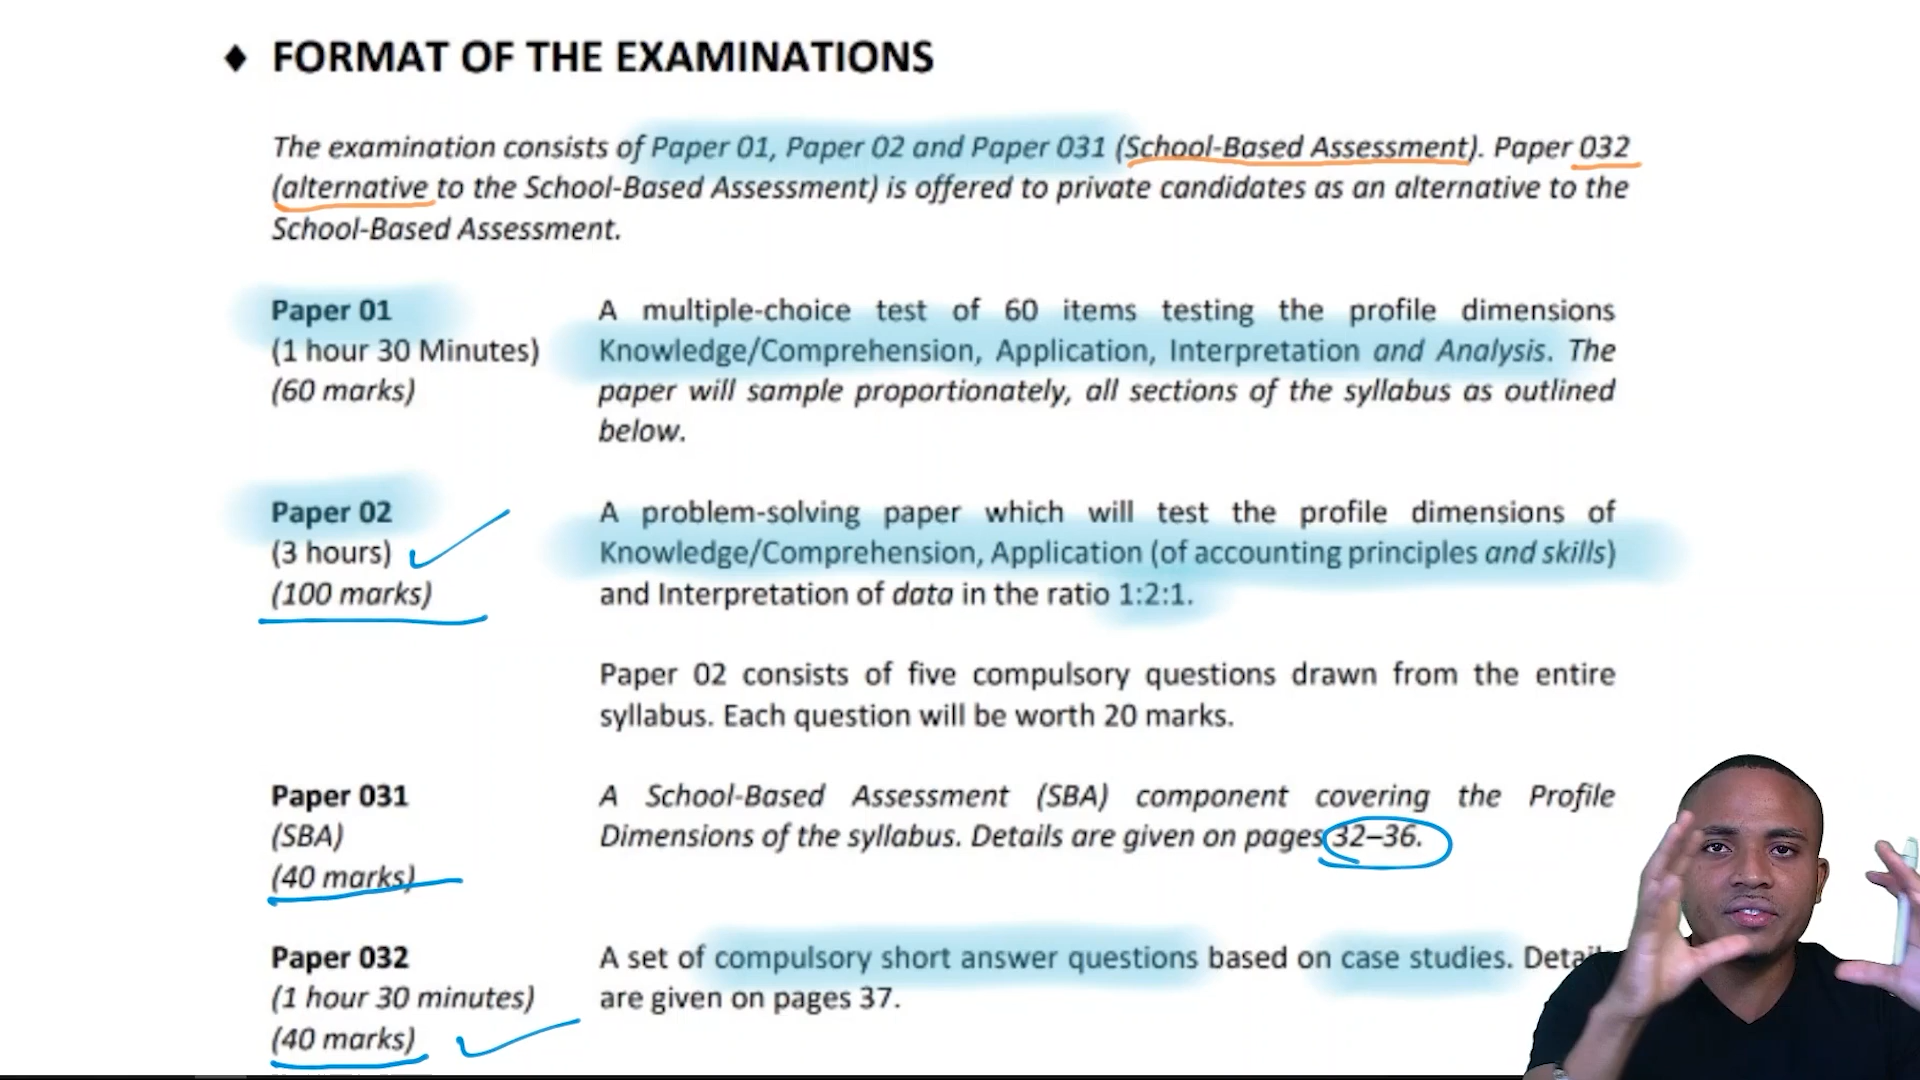 ♦ FORMAT OF THE EXAMINATIONS
The examination consists of Paper 01, Paper 02 and Paper 031 (School-Based Assessment). Paper 032
(alternative to the School-Based Assessment) is offered to private candidates as an alternative to the
School-Based Assessment.
Paper 01
(1 hour 30 Minutes)
(60 marks)
A multiple-choice test of 60 items testing the profile dimensions
Knowledge/Comprehension, Application, Interpretation and Analysis. The
paper will sample proportionately, all sections of the syllabus as outlined
below.
Paper 02
(3 hours)
(100 marks)
A problem-solving paper which will test the profile dimensions of
Knowledge/Comprehension, Application (of accounting principles and skills)
and Interpretation of data in the ratio 1:2:1.
Paper 02 consists of five compulsory questions drawn from the entire
syllabus. Each question will be worth 20 marks.
Paper 031
(SBA)
(40 marks)
A School-Based Assessment (SBA) component covering the Profile
Dimensions of the syllabus. Details are given on pages 32–36.
Paper 032
(1 hour 30 minutes)
(40 marks)
A set of compulsory short answer questions based on case studies.
are given on pages 37.